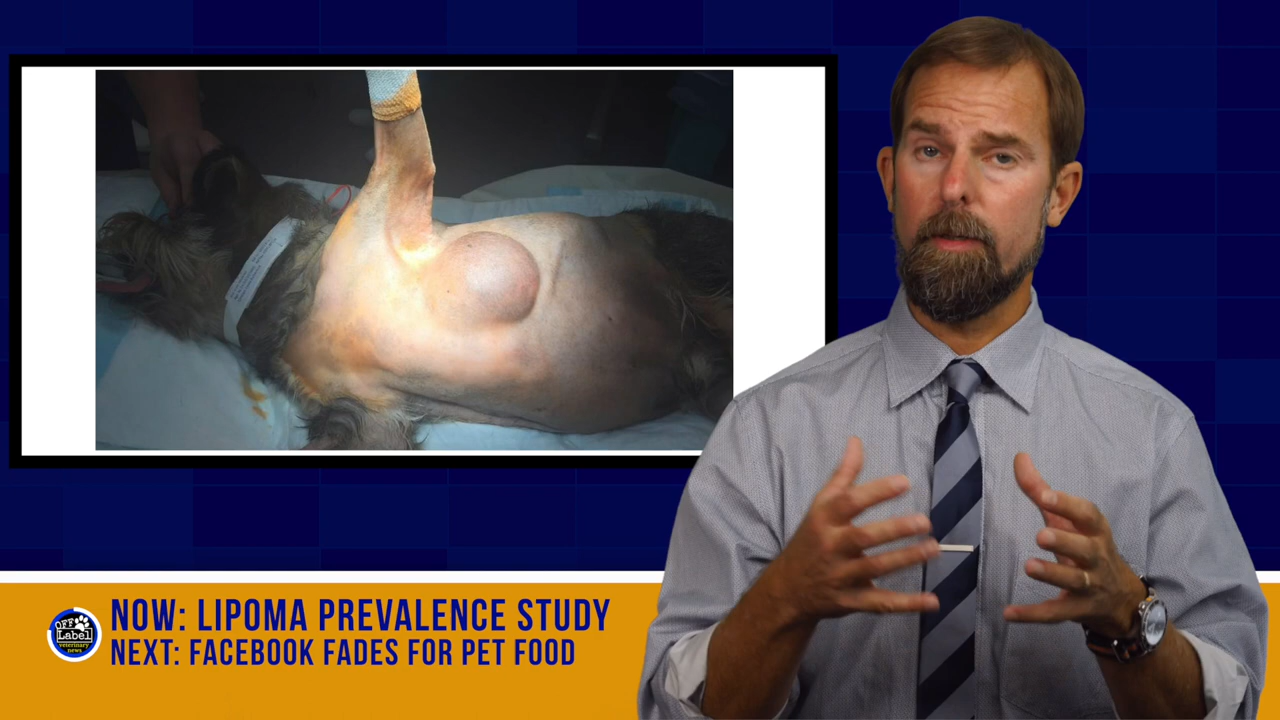 NOW: LIPOMA PREVALENCE STUDY
NEXT: FACEBOOK FADES FOR PET FOOD
OFF
Label
veterinary
news